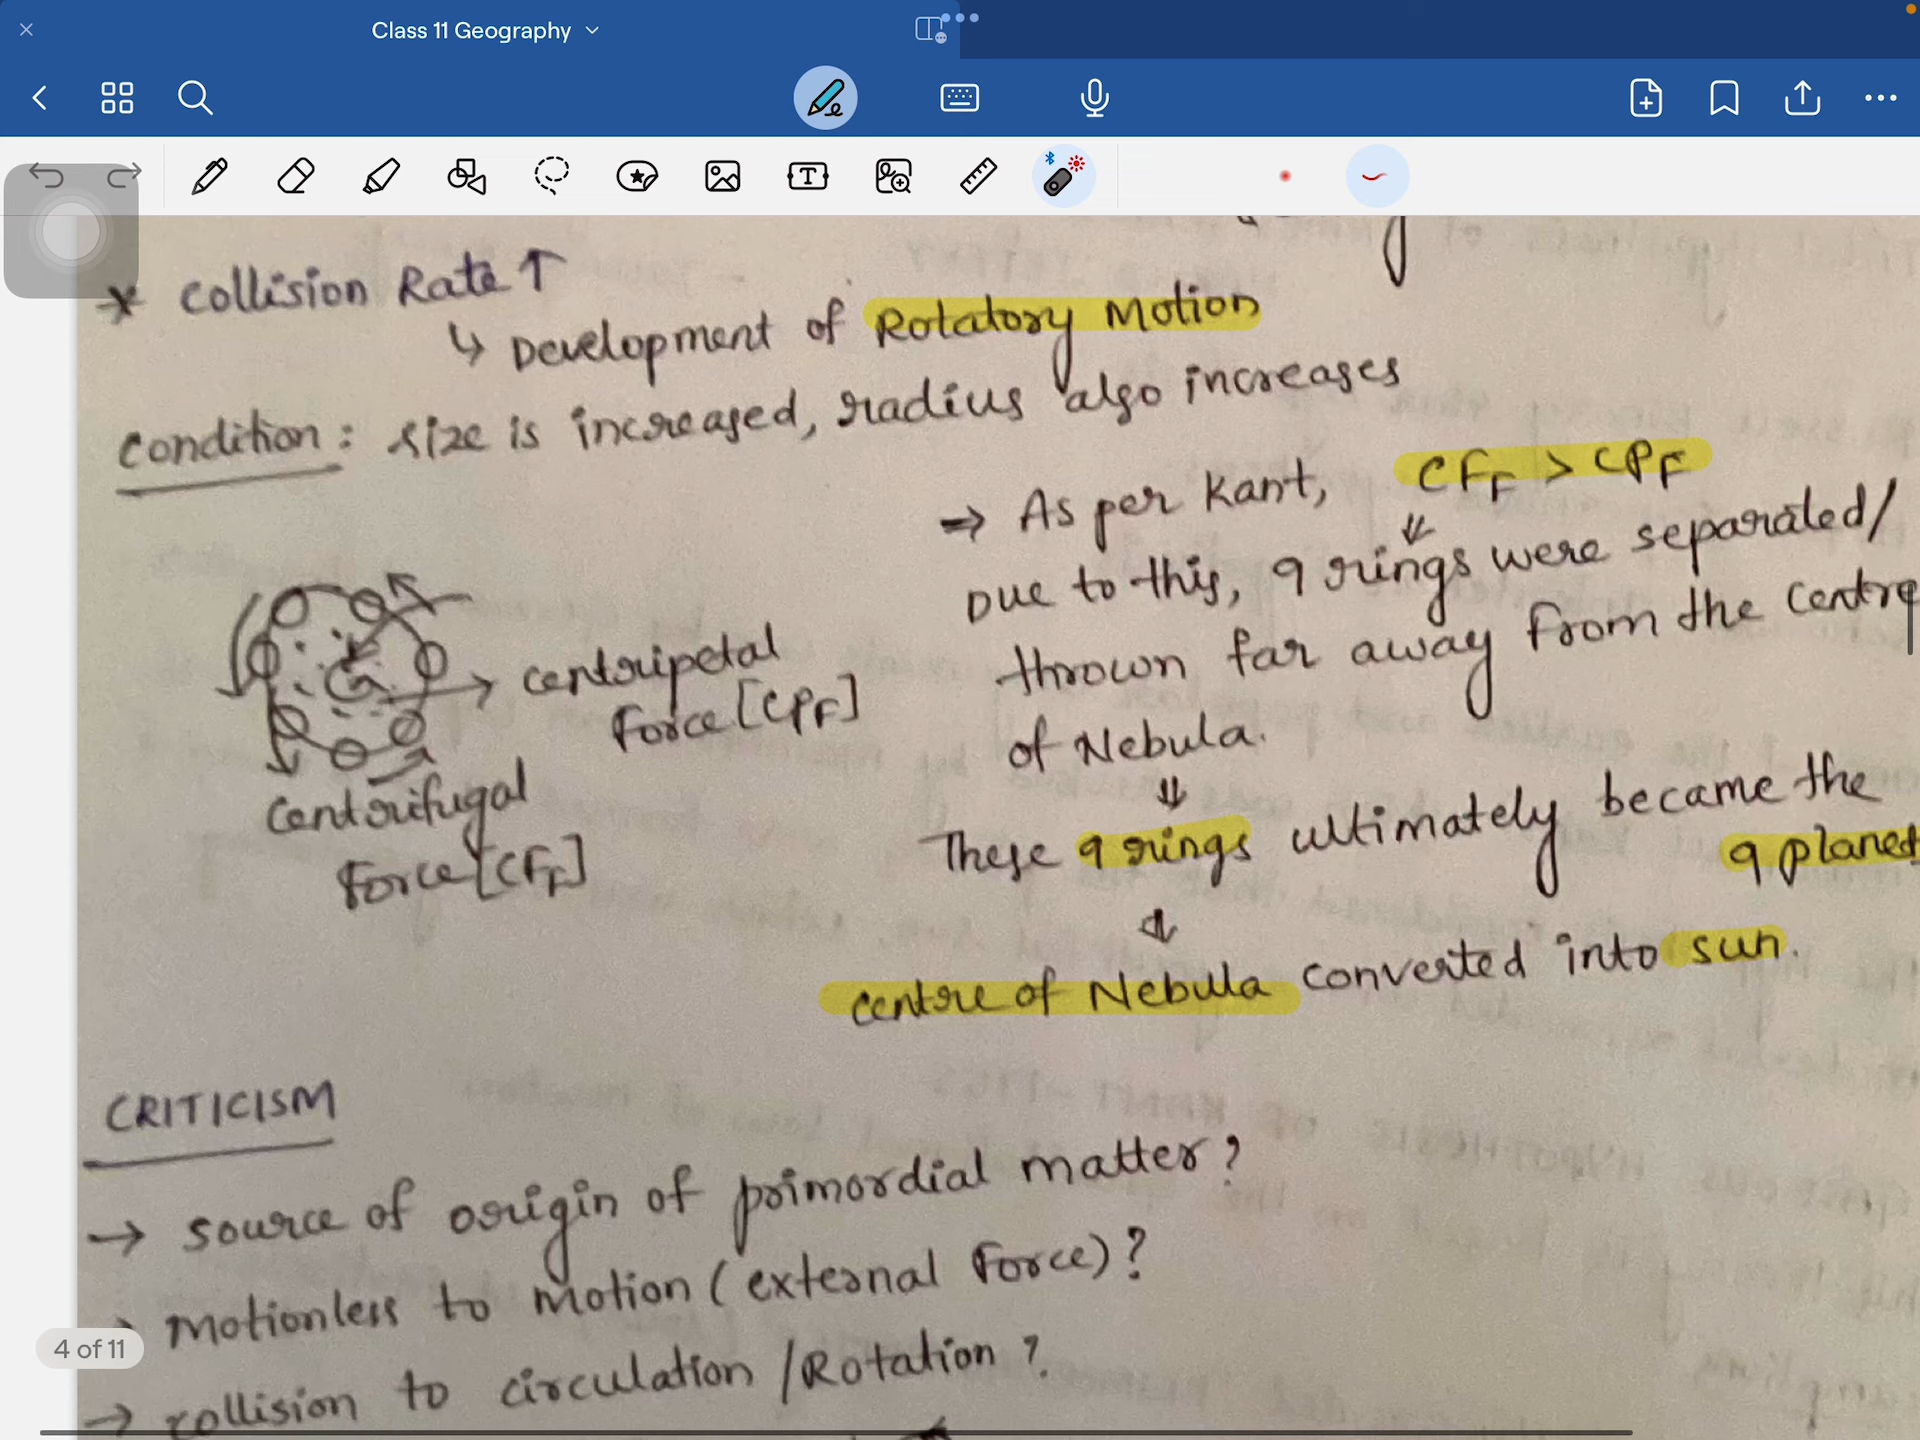 Class 11 Geography
* Collision Rate ↑
↳ Development of Rotatory Motion
Condition: size is increased, radius also increases
→ As per Kant, CFF > CPF
Due to this, 9 rings were separated/
thrown far away from the centre
of Nebula.
centripetal
Force [CPF]
Centrifugal
Force [CFF]
These 9 rings ultimately became the
9 planet
centre of Nebula converted into sun.
CRITICISM
→ source of origin of primordial matter?
→ Motionless to motion (external Force)?
→ collision to circulation / Rotation ?
4 of 11